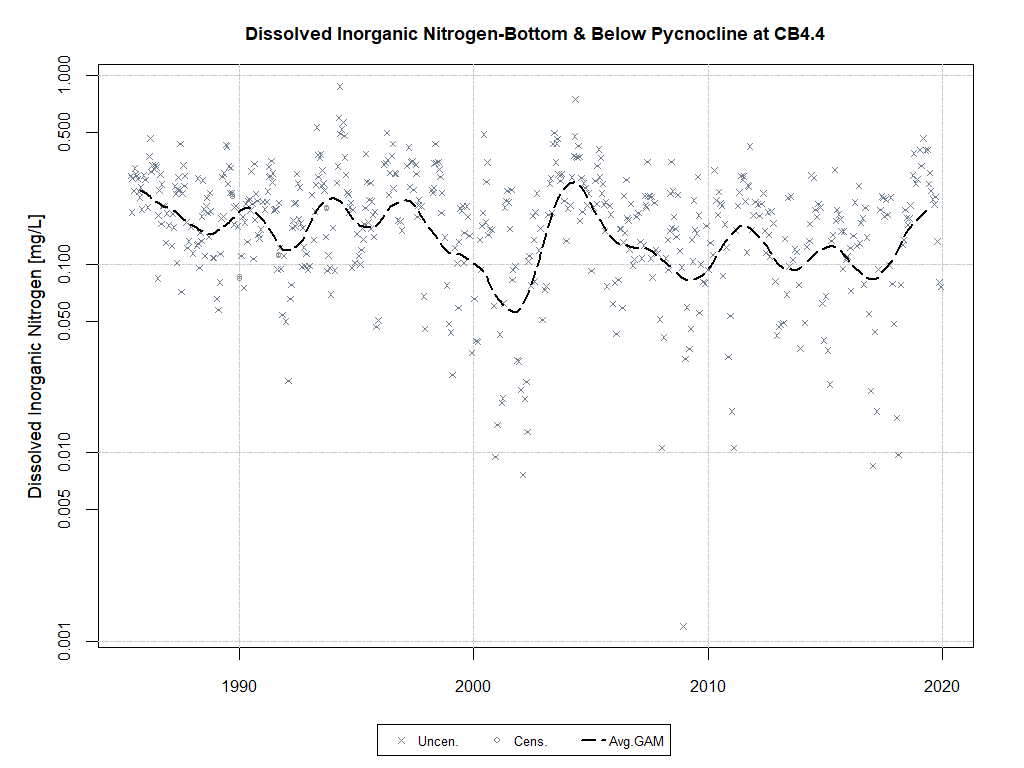 Dissolved Inorganic Nitrogen-Bottom & Below Pycnocline at CB4.4
Dissolved Inorganic Nitrogen [mg/L]
1.000
0.500
0.100
0.050
0.010
0.005
0.001
1990 2000 2010 2020
Uncen. Cens. Avg.GAM